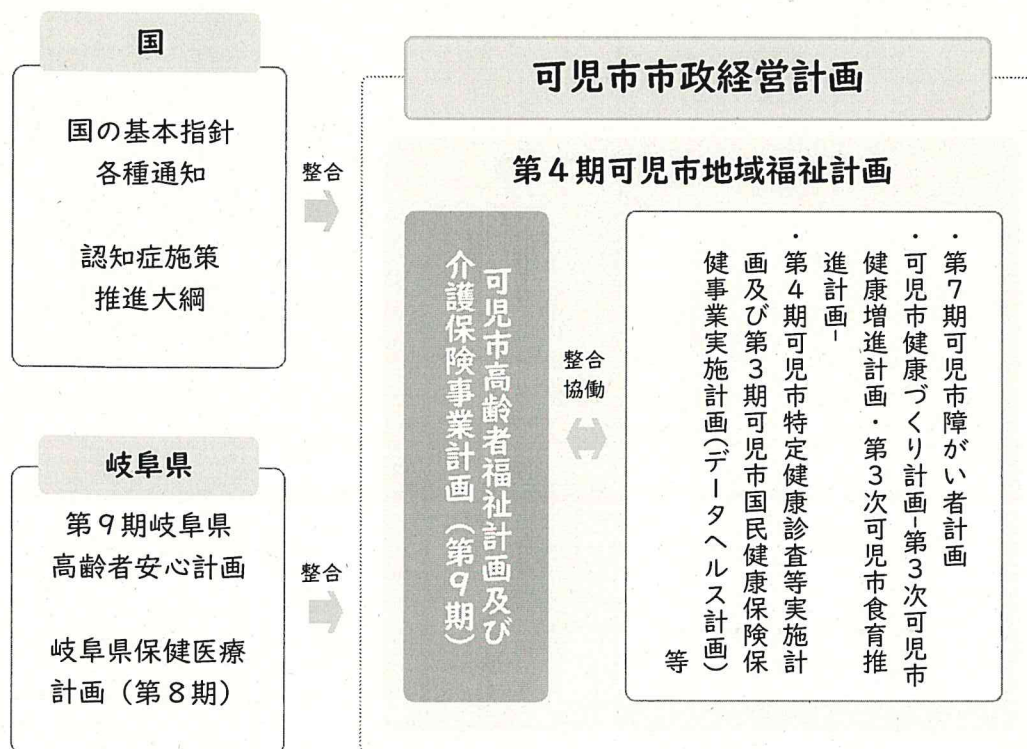 国
国の基本指針
各種通知
認知症施策
推進大綱
整合
岐阜県
第9期岐阜県
高齢者安心計画
岐阜県保健医療
計画（第8期）
整合
可児市市政経営計画
第4期可児市地域福祉計画
可児市高齢者福祉計画及び
介護保険事業計画（第9期）
整合
協働
・第7期可児市障がい者計画
・可児市健康づくり計画-第3次可児市
健康増進計画・第3次可児市食育推
進計画-
・第4期可児市特定健康診査等実施計
画及び第3期可児市国民健康保険保
健事業実施計画(データヘルス計画)
等